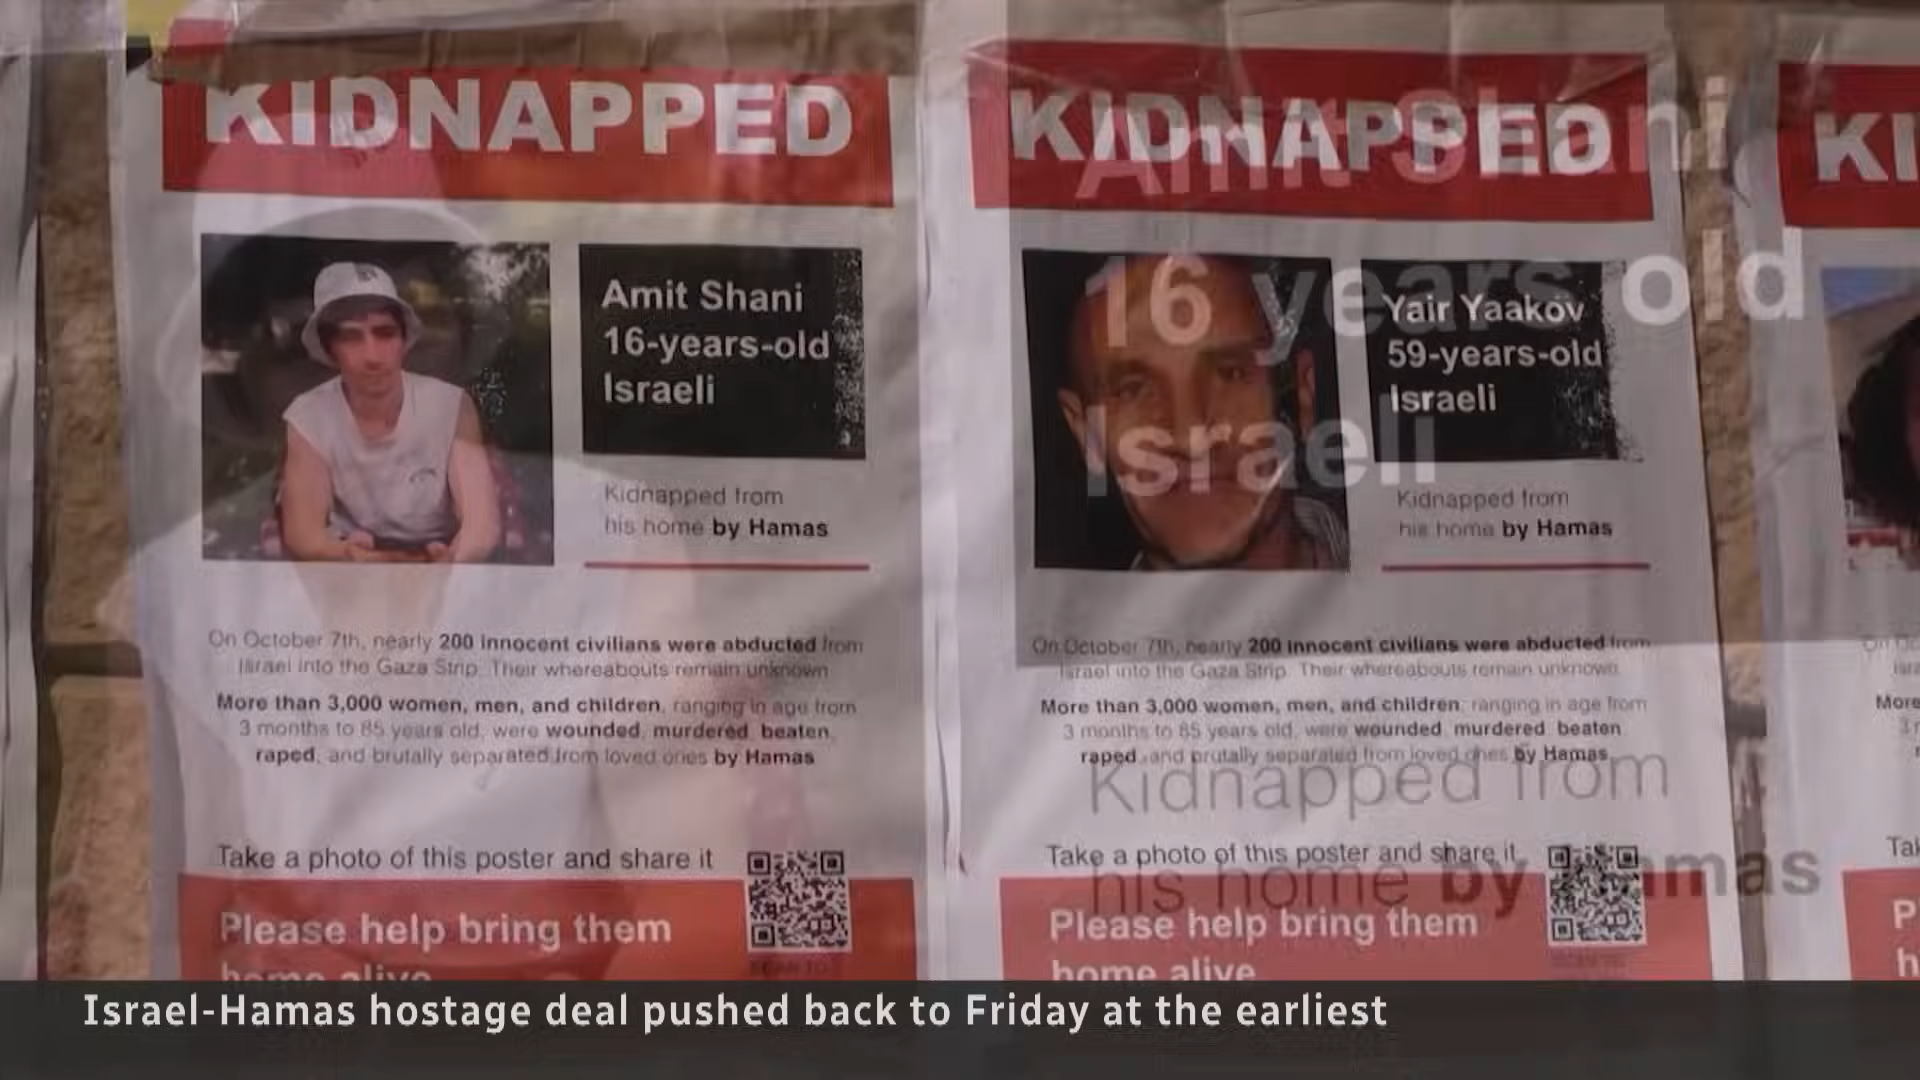 KIDNAPPED
Amit Shani
16-years-old
Israeli
Kidnapped from
his home by Hamas
On October 7th, nearly 200 innocent civilians were abducted from
Israel into the Gaza Strip. Their whereabouts remain unknown
More than 3,000 women, men, and children, ranging in age from
3 months to 85 years old, were wounded, murdered, beaten,
raped, and brutally separated from loved ones by Hamas
Take a photo of this poster and share it
Please help bring them
home alive
KIDNAPPED
Yair Yaakov
59-years-old
Israeli
Kidnapped from
his home by Hamas
On October 7th, nearly 200 innocent civilians were abducted from
Israel into the Gaza Strip. Their whereabouts remain unknown
More than 3,000 women, men, and children, ranging in age from
3 months to 85 years old, were wounded, murdered, beaten,
raped, and brutally separated from loved ones by Hamas
Take a photo of this poster and share it
Please help bring them
home alive
Amit Shani
16 years old
Israeli
Kidnapped from
his home by Hamas
KI
More
Israel-Hamas hostage deal pushed back to Friday at the earliest